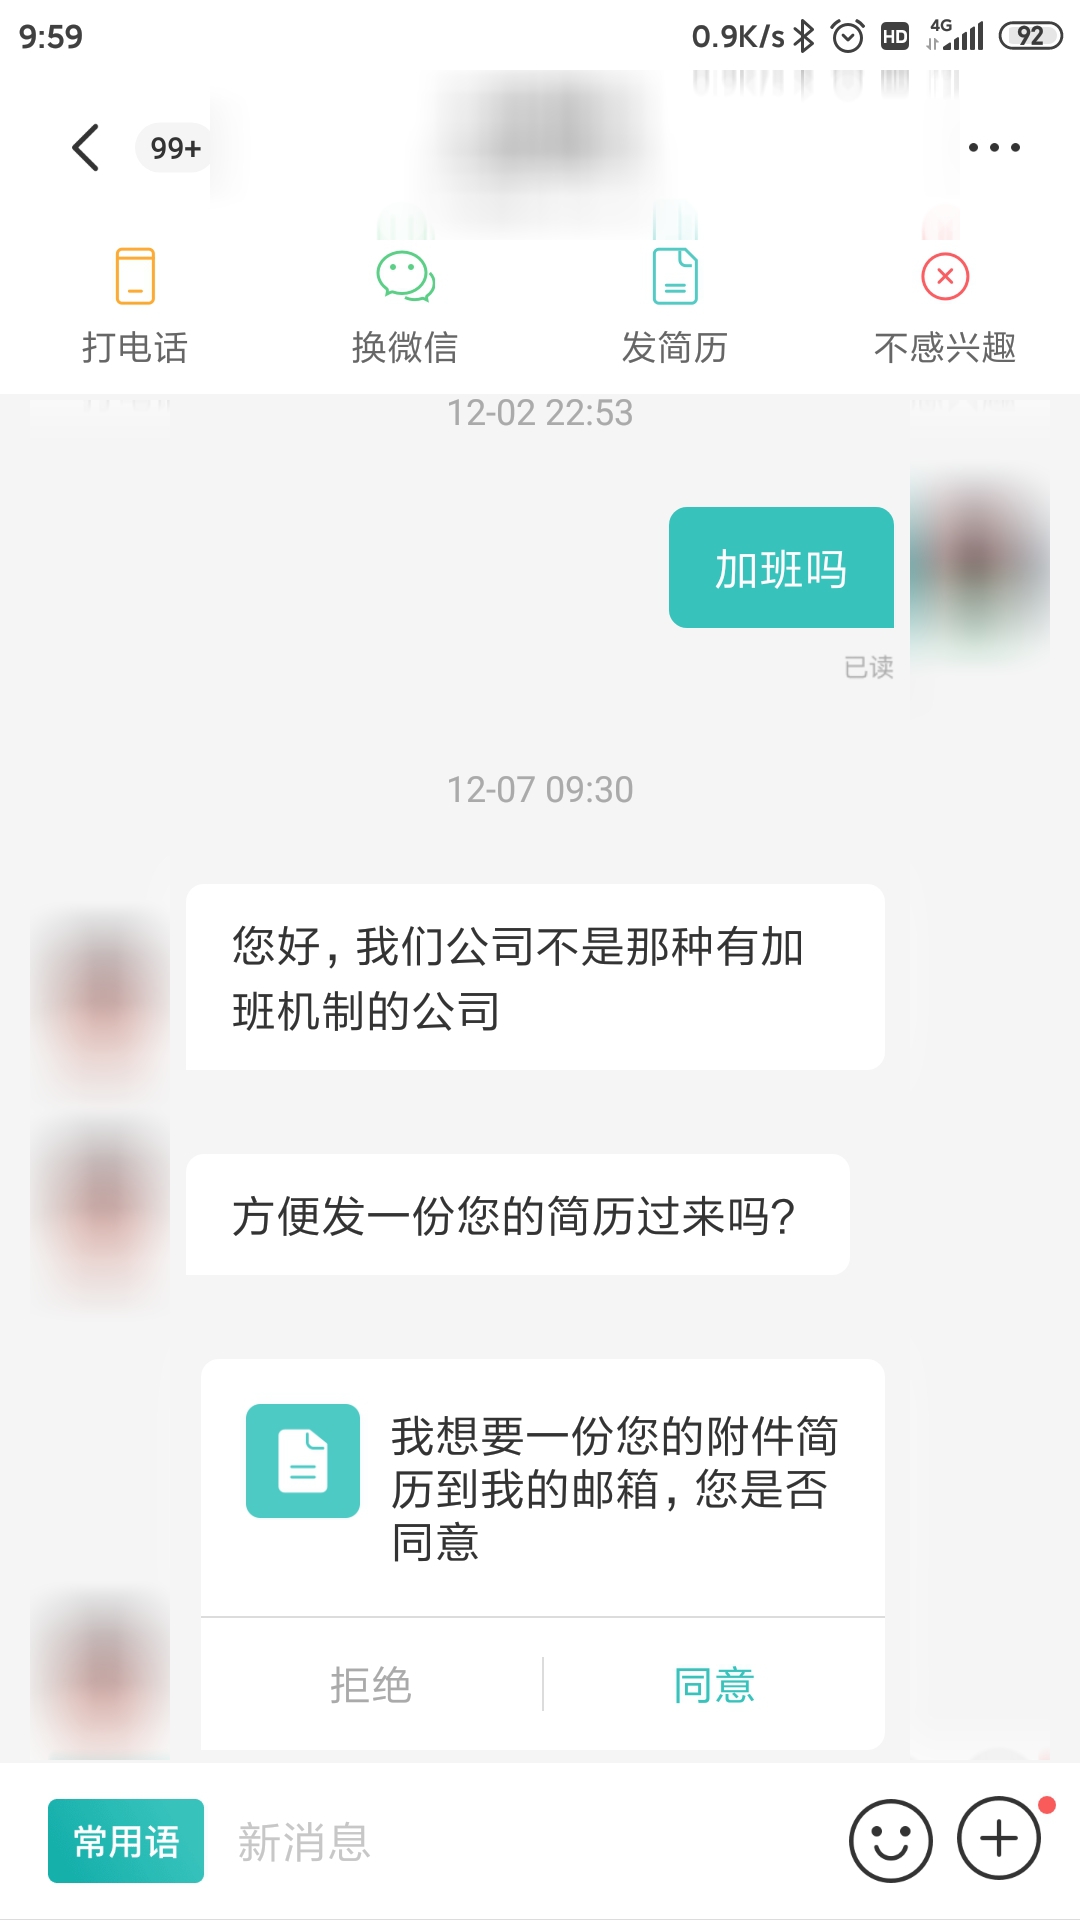 9:59 0.9K/s HD 4G 92
99+
打电话 换微信 发简历 不感兴趣
12-02 22:53
加班吗
已读
12-07 09:30
您好，我们公司不是那种有加
班机制的公司
方便发一份您的简历过来吗?
我想要一份您的附件简
历到我的邮箱，您是否
同意
拒绝 同意
常用语 新消息